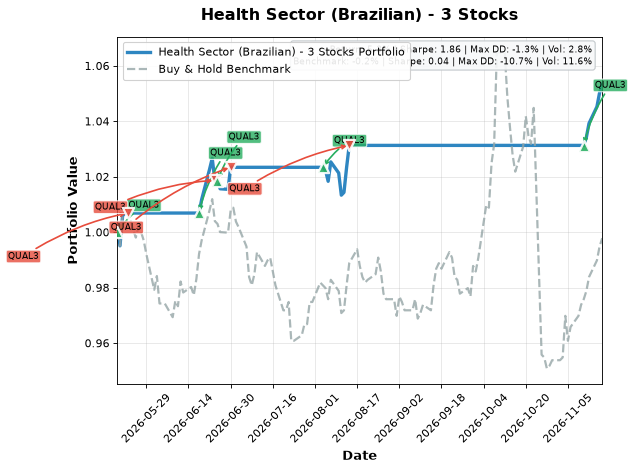 Health Sector (Brazilian) - 3 Stocks
Health Sector (Brazilian) - 3 Stocks Portfolio
Buy & Hold Benchmark
Sharpe: 1.86 | Max DD: -1.3% | Vol: 2.8%
Benchmark: -0.2% | Sharpe: 0.04 | Max DD: -10.7% | Vol: 11.6%
Portfolio Value
1.06
1.04
1.02
1.00
0.98
0.96
QUAL3
QUAL3
QUAL3
QUAL3
QUAL3
QUAL3
QUAL3
QUAL3
QUAL3
QUAL3
2026-05-29
2026-06-14
2026-06-30
2026-07-16
2026-08-01
2026-08-17
2026-09-02
2026-09-18
2026-10-04
2026-10-20
2026-11-05
Date